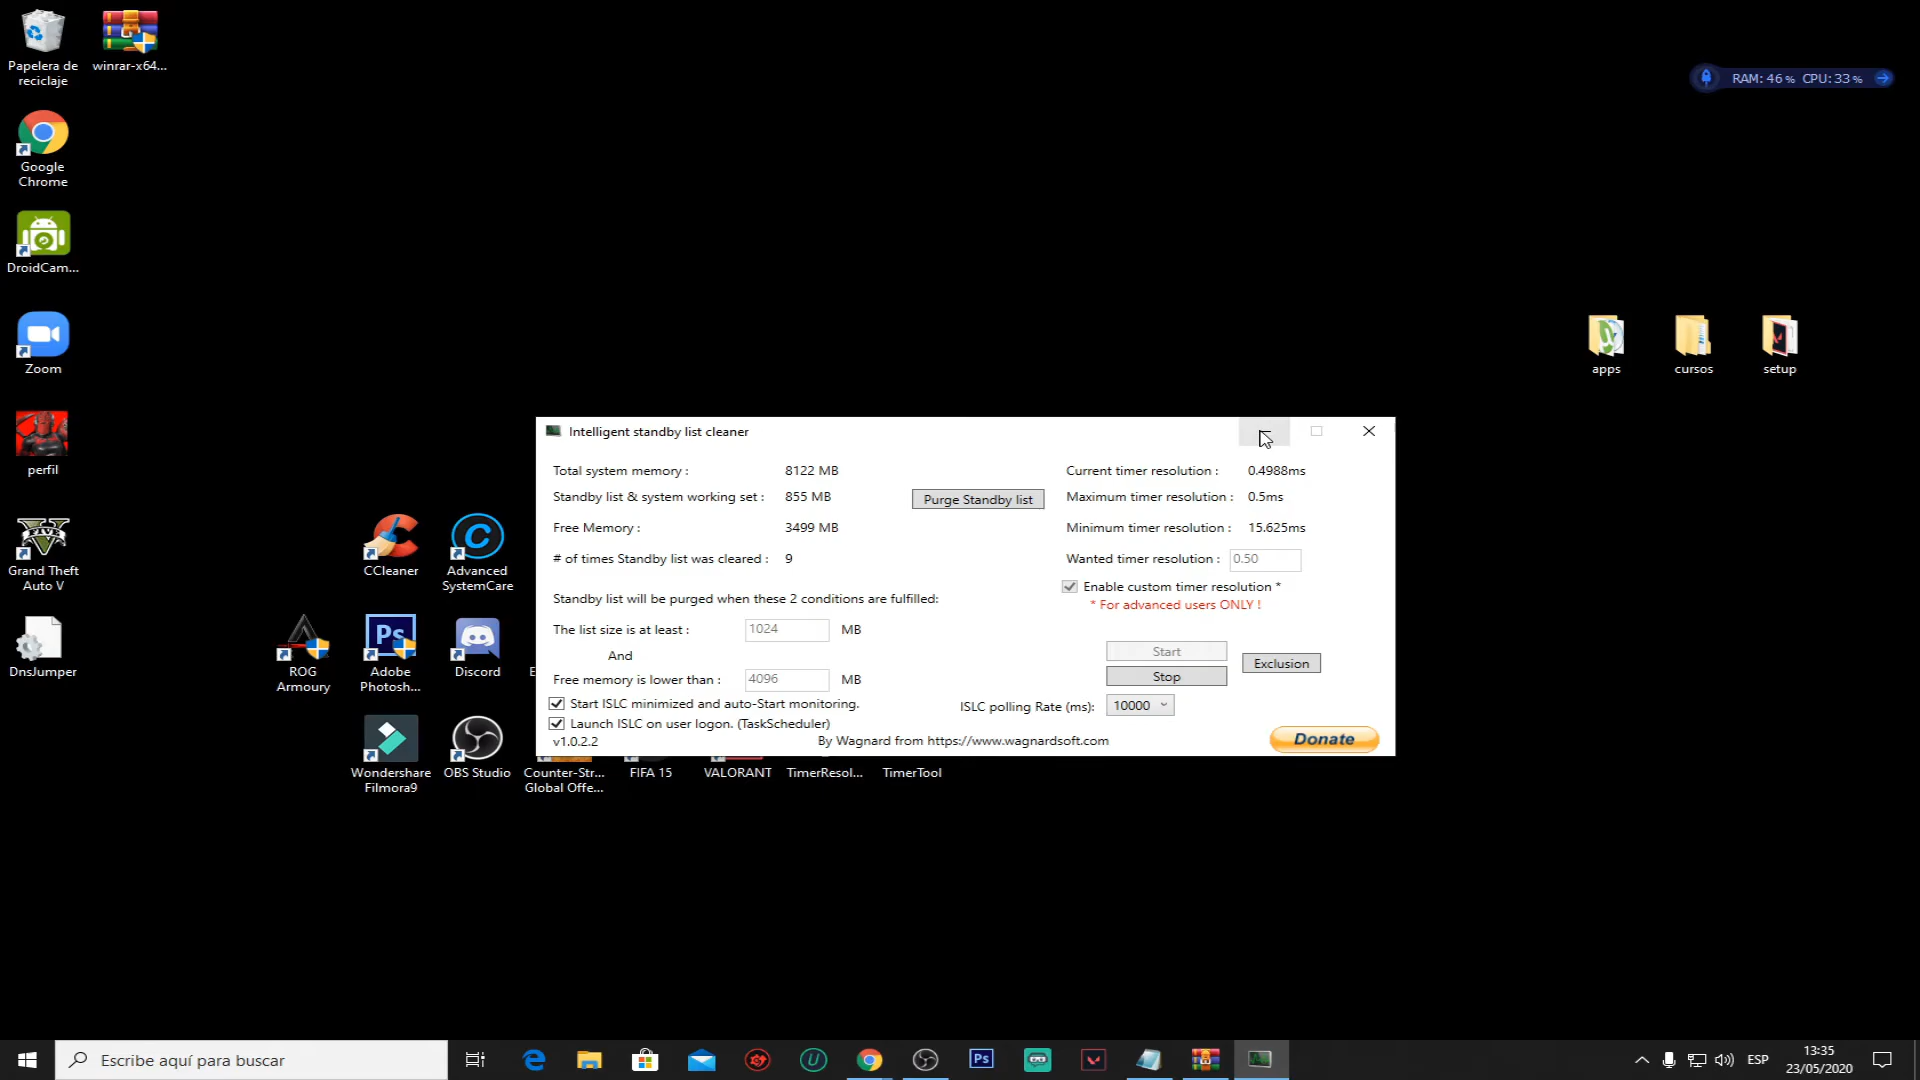 Papelera de
reciclaje
winrar-x64...
RAM: 46 % CPU: 33 %
Google
Chrome
DroidCam...
Zoom
perfil
Grand Theft
Auto V
DnsJumper
apps
cursos
setup
CCleaner
Advanced
SystemCare
ROG
Armoury
Ps
Adobe
Photosh...
Discord
E
Wondershare
Filmora9
OBS Studio
Counter-Str...
Global Offe...
FIFA 15
VALORANT
TimerResol...
TimerTool
Intelligent standby list cleaner
Total system memory : 8122 MB
Standby list & system working set : 855 MB
Purge Standby list
Free Memory : 3499 MB
# of times Standby list was cleared : 9
Standby list will be purged when these 2 conditions are fulfilled:
The list size is at least : 1024 MB
And
Free memory is lower than : 4096 MB
Start ISLC minimized and auto-Start monitoring.
Launch ISLC on user logon. (TaskScheduler)
v1.0.2.2
By Wagnard from https://www.wagnardsoft.com
Current timer resolution : 0.4988ms
Maximum timer resolution : 0.5ms
Minimum timer resolution : 15.625ms
Wanted timer resolution : 0.50
Enable custom timer resolution *
* For advanced users ONLY !
Start
Stop
Exclusion
ISLC polling Rate (ms): 10000
Donate
Escribe aquí para buscar
Ps
ESP
13:35
23/05/2020